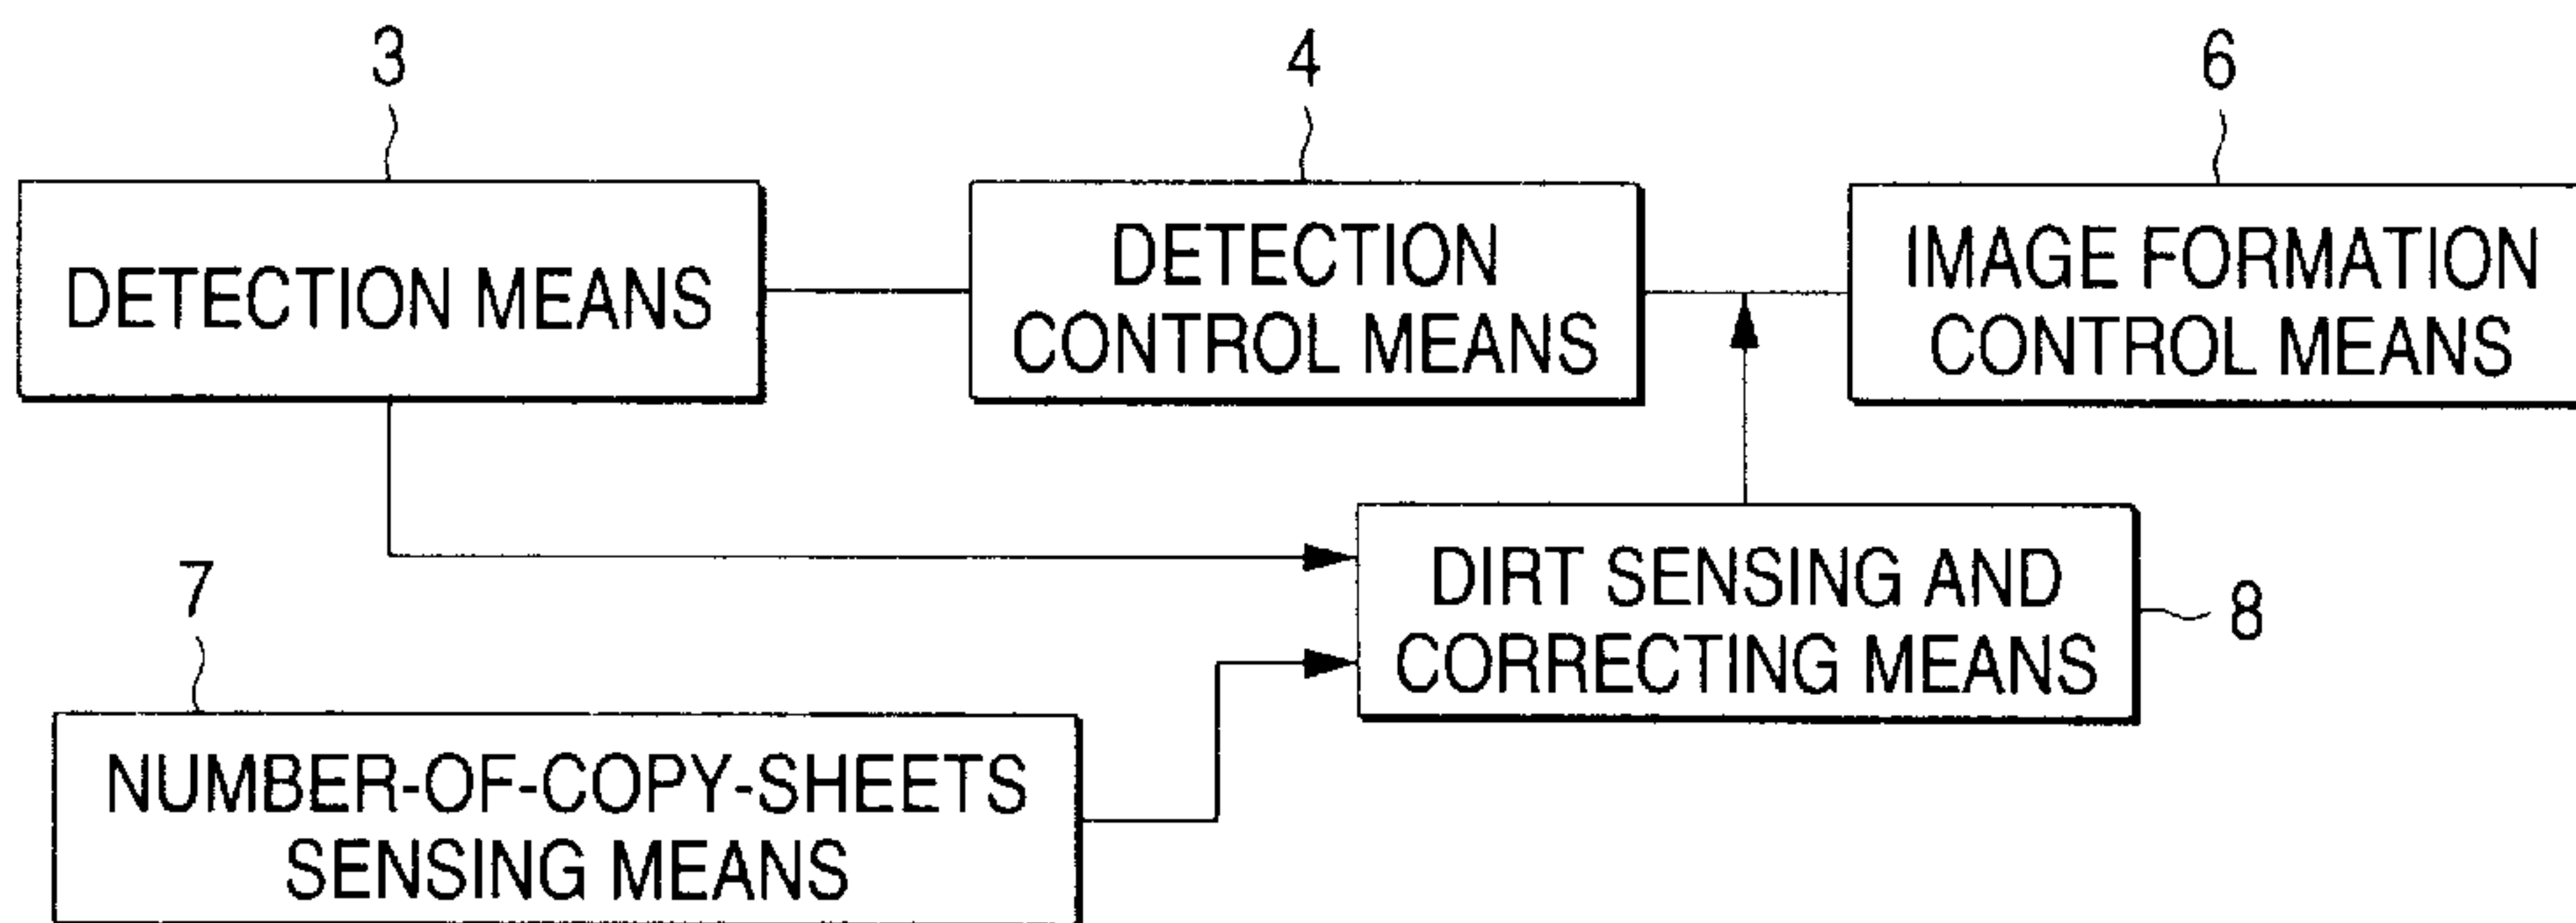 3
4
6
DETECTION MEANS
DETECTION
CONTROL MEANS
IMAGE FORMATION
CONTROL MEANS
7
DIRT SENSING AND
CORRECTING MEANS
8
NUMBER-OF-COPY-SHEETS
SENSING MEANS